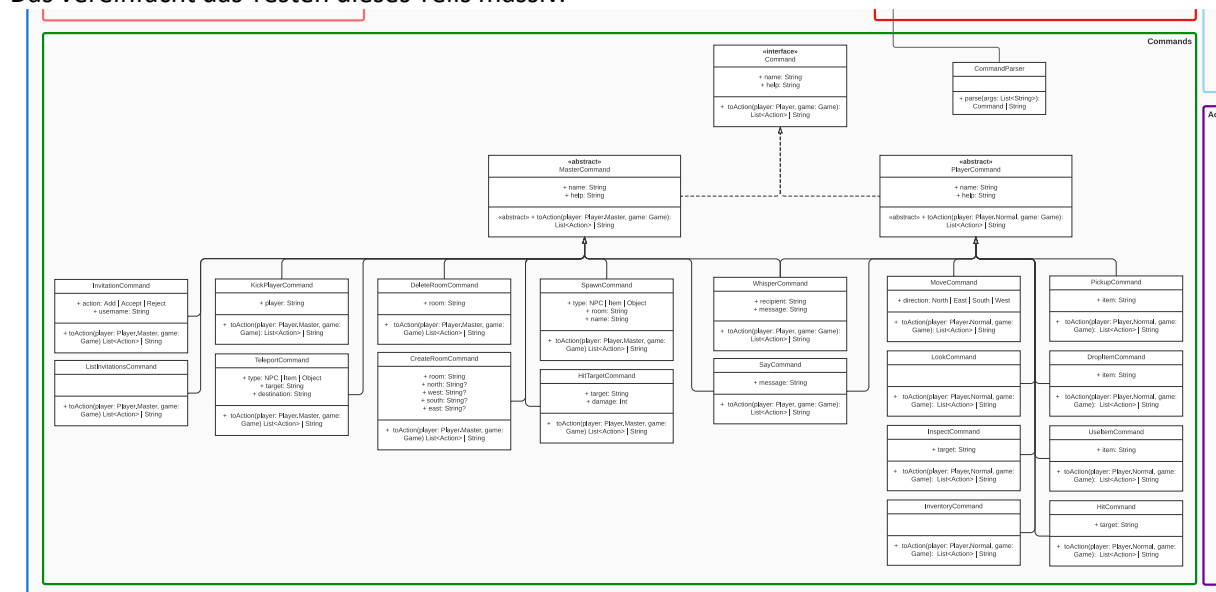 Das vereinfacht das Testen dieses Teils massiv.
Commands
«interface»
Command
+ name: String
+ help: String
+ toAction(player: Player, game: Game):
List<Action> | String
CommandParser
+ parse(args: List<String>):
Command | String
«abstract»
MasterCommand
+ name: String
+ help: String
«abstract» + toAction(player: Player.Master, game: Game):
List<Action> | String
«abstract»
PlayerCommand
+ name: String
+ help: String
«abstract» + toAction(player: Player.Normal, game: Game):
List<Action> | String
InvitationCommand
+ action: Add | Accept | Reject
+ username: String
+ toAction(player: Player.Master, game:
Game) List<Action> | String
ListInvitationsCommand
+ toAction(player: Player.Master, game:
Game) List<Action> | String
KickPlayerCommand
+ player: String
+ toAction(player: Player.Master, game:
Game): List<Action> | String
TeleportCommand
+ type: NPC | Item | Object
+ target: String
+ destination: String
+ toAction(player: Player.Master, game:
Game) List<Action> | String
DeleteRoomCommand
+ room: String
+ toAction(player: Player.Master, game:
Game) List<Action> | String
CreateRoomCommand
+ room: String
+ north: String?
+ west: String?
+ south: String?
+ east: String?
+ toAction(player: Player.Master, game:
Game) List<Action> | String
SpawnCommand
+ type: NPC | Item | Object
+ room: String
+ name: String
+ toAction(player: Player.Master, game:
Game) List<Action> | String
HitTargetCommand
+ target: String
+ damage: Int
+ toAction(player: Player.Master, game:
Game) List<Action> | String
WhisperCommand
+ recipient: String
+ message: String
+ toAction(player: Player, game: Game):
List<Action> | String
SayCommand
+ message: String
+ toAction(player: Player, game: Game):
List<Action> | String
MoveCommand
+ direction: North | East | South | West
+ toAction(player: Player.Normal, game:
Game): List<Action> | String
LookCommand
+ toAction(player: Player.Normal, game:
Game): List<Action> | String
InspectCommand
+ target: String
+ toAction(player: Player.Normal, game:
Game): List<Action> | String
InventoryCommand
+ toAction(player: Player.Normal, game:
Game): List<Action> | String
PickupCommand
+ item: String
+ toAction(player: Player.Normal, game:
Game): List<Action> | String
DropItemCommand
+ item: String
+ toAction(player: Player.Normal, game:
Game): List<Action> | String
UseItemCommand
+ item: String
+ toAction(player: Player.Normal, game:
Game): List<Action> | String
HitCommand
+ target: String
+ toAction(player: Player.Normal, game:
Game): List<Action> | String